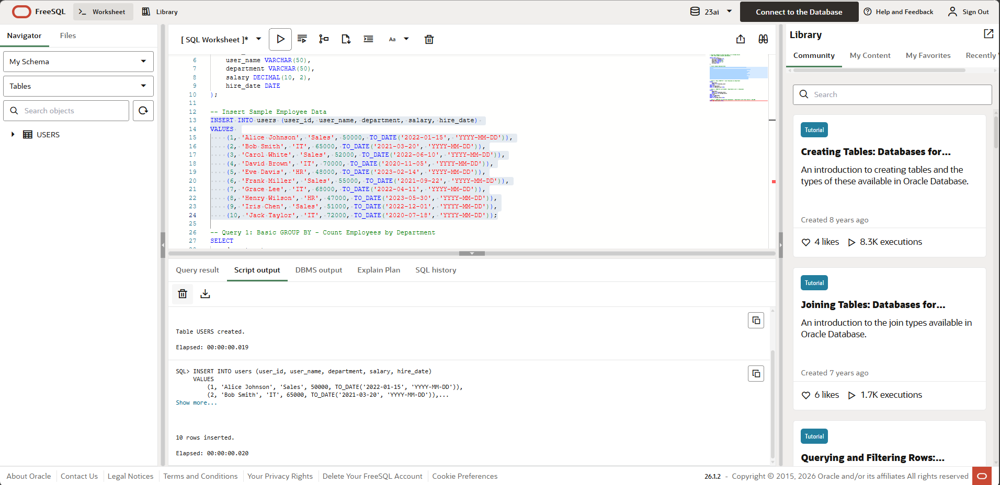 FreeSQL
Worksheet
Library
23ai
Connect to the Database
Help and Feedback
Sign Out
Navigator
Files
My Schema
Tables
Search objects
USERS
[ SQL Worksheet ]*
Aa
6 user_name VARCHAR(50),
7 department VARCHAR(50),
8 salary DECIMAL(10, 2),
9 hire_date DATE
10 );
11
12 -- Insert Sample Employee Data
13 INSERT INTO users (user_id, user_name, department, salary, hire_date)
14 VALUES
15 (1, 'Alice Johnson', 'Sales', 50000, TO_DATE('2022-01-15', 'YYYY-MM-DD')),
16 (2, 'Bob Smith', 'IT', 65000, TO_DATE('2021-03-20', 'YYYY-MM-DD')),
17 (3, 'Carol White', 'Sales', 52000, TO_DATE('2022-06-10', 'YYYY-MM-DD')),
18 (4, 'David Brown', 'IT', 70000, TO_DATE('2020-11-05', 'YYYY-MM-DD')),
19 (5, 'Eve Davis', 'HR', 48000, TO_DATE('2023-02-14', 'YYYY-MM-DD')),
20 (6, 'Frank Miller', 'Sales', 55000, TO_DATE('2021-09-22', 'YYYY-MM-DD')),
21 (7, 'Grace Lee', 'IT', 68000, TO_DATE('2022-04-11', 'YYYY-MM-DD')),
22 (8, 'Henry Wilson', 'HR', 47000, TO_DATE('2023-05-30', 'YYYY-MM-DD')),
23 (9, 'Iris Chen', 'Sales', 51000, TO_DATE('2022-12-01', 'YYYY-MM-DD')),
24 (10, 'Jack Taylor', 'IT', 72000, TO_DATE('2020-07-18', 'YYYY-MM-DD'));
25
26 -- Query 1: Basic GROUP BY - Count Employees by Department
27 SELECT
Query result
Script output
DBMS output
Explain Plan
SQL history
Table USERS created.
Elapsed: 00:00:00.019
SQL> INSERT INTO users (user_id, user_name, department, salary, hire_date)
VALUES
(1, 'Alice Johnson', 'Sales', 50000, TO_DATE('2022-01-15', 'YYYY-MM-DD')),
(2, 'Bob Smith', 'IT', 65000, TO_DATE('2021-03-20', 'YYYY-MM-DD')),...
Show more...
10 rows inserted.
Elapsed: 00:00:00.020
Library
Community
My Content
My Favorites
Recently
Search
Tutorial
Creating Tables: Databases for...
An introduction to creating tables and the
types of these available in Oracle Database.
Created 8 years ago
4 likes
8.3K executions
Tutorial
Joining Tables: Databases for...
An introduction to the join types available in
Oracle Database.
Created 7 years ago
6 likes
1.7K executions
Tutorial
Querying and Filtering Rows:...
About Oracle
Contact Us
Legal Notices
Terms and Conditions
Your Privacy Rights
Delete Your FreeSQL Account
Cookie Preferences
26.1.2 - Copyright © 2015, 2026 Oracle and/or its affiliates All rights reserved